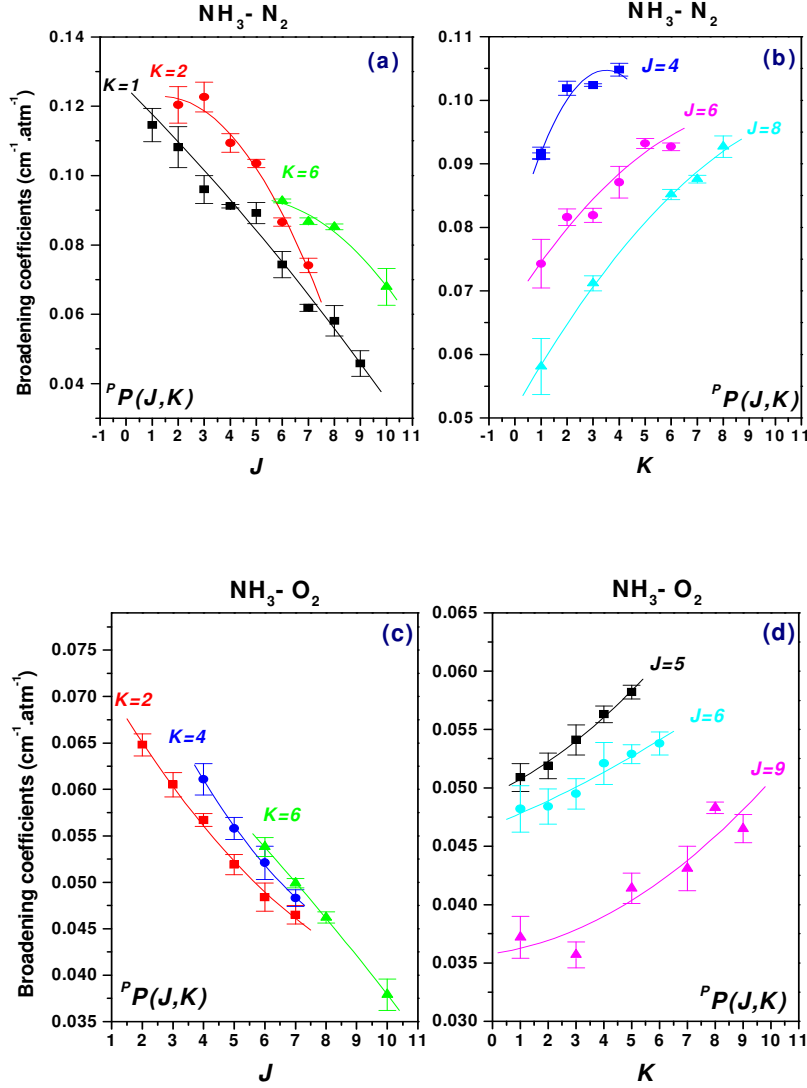 NH₃- N₂
(a)
K=1
K=2
K=6
ᴾP(J,K)
0.14
0.12
0.10
0.08
0.06
0.04
-1 0 1 2 3 4 5 6 7 8 9 10 11
J
Broadening coefficients (cm⁻¹.atm⁻¹)
NH₃- N₂
(b)
J=4
J=6
J=8
ᴾP(J,K)
0.11
0.10
0.09
0.08
0.07
0.06
0.05
-1 0 1 2 3 4 5 6 7 8 9 10 11
K
NH₃- O₂
(c)
K=2
K=4
K=6
ᴾP(J,K)
0.075
0.070
0.065
0.060
0.055
0.050
0.045
0.040
0.035
1 2 3 4 5 6 7 8 9 10 11
J
Broadening coefficients (cm⁻¹.atm⁻¹)
NH₃- O₂
(d)
J=5
J=6
J=9
ᴾP(J,K)
0.065
0.060
0.055
0.050
0.045
0.040
0.035
0.030
0 1 2 3 4 5 6 7 8 9 10 11
K